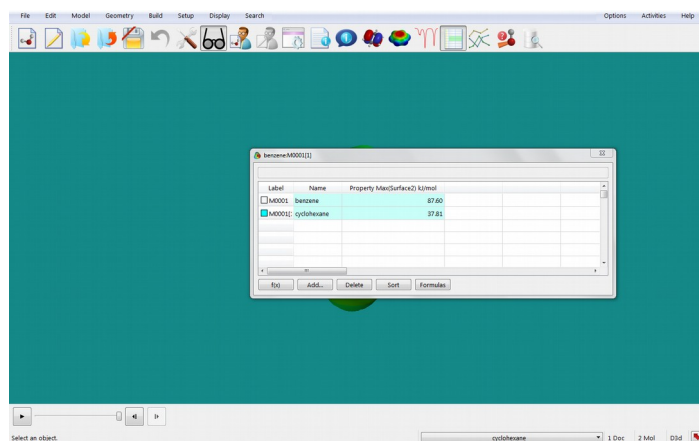 File Edit Model Geometry Build Setup Display Search Options Activities Help
benzene:M0001[1]
Label Name Property Max(Surface2) kJ/mol
M0001 benzene 87.60
M0001[: cyclohexane 37.81
f(x) Add... Delete Sort Formulas
Select an object. cyclohexane 1 Doc 2 Mol D3d